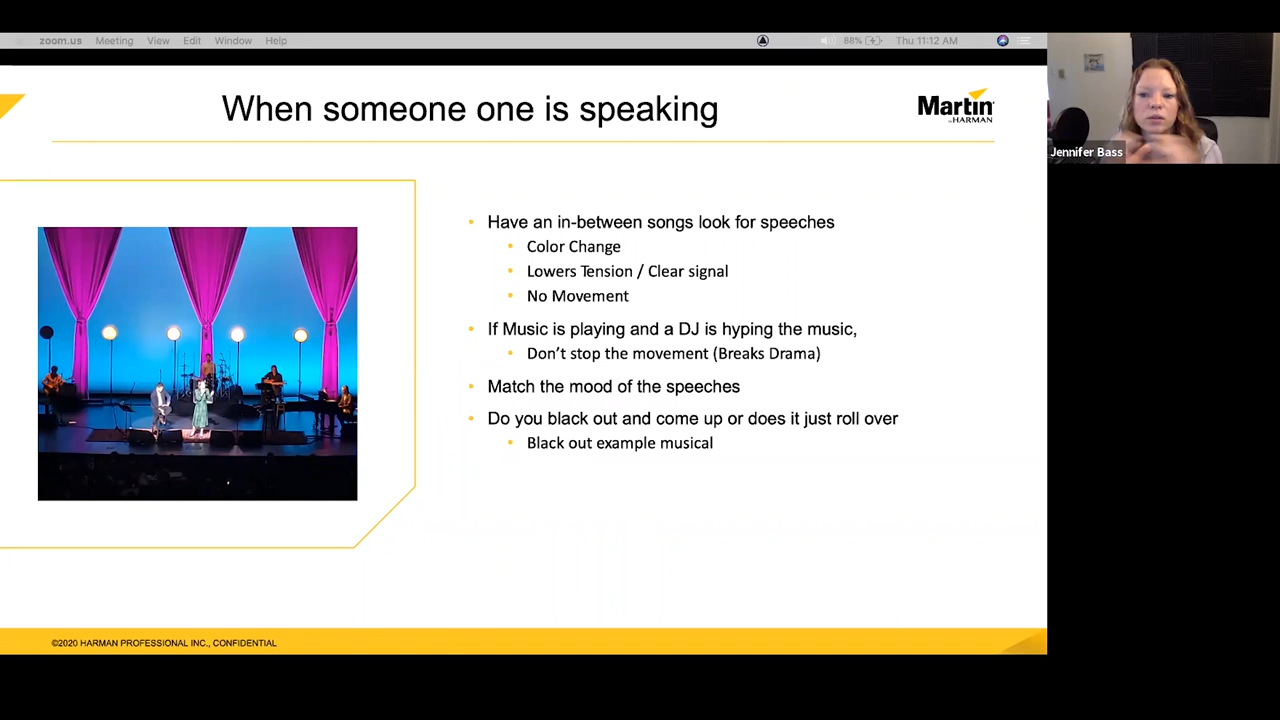 zoom.us Meeting View Edit Window Help 88% Thu 11:12 AM
When someone one is speaking
Martin
by HARMAN
Jennifer Bass
• Have an in-between songs look for speeches
• Color Change
• Lowers Tension / Clear signal
• No Movement
• If Music is playing and a DJ is hyping the music,
• Don’t stop the movement (Breaks Drama)
• Match the mood of the speeches
• Do you black out and come up or does it just roll over
• Black out example musical
©2020 HARMAN PROFESSIONAL INC., CONFIDENTIAL